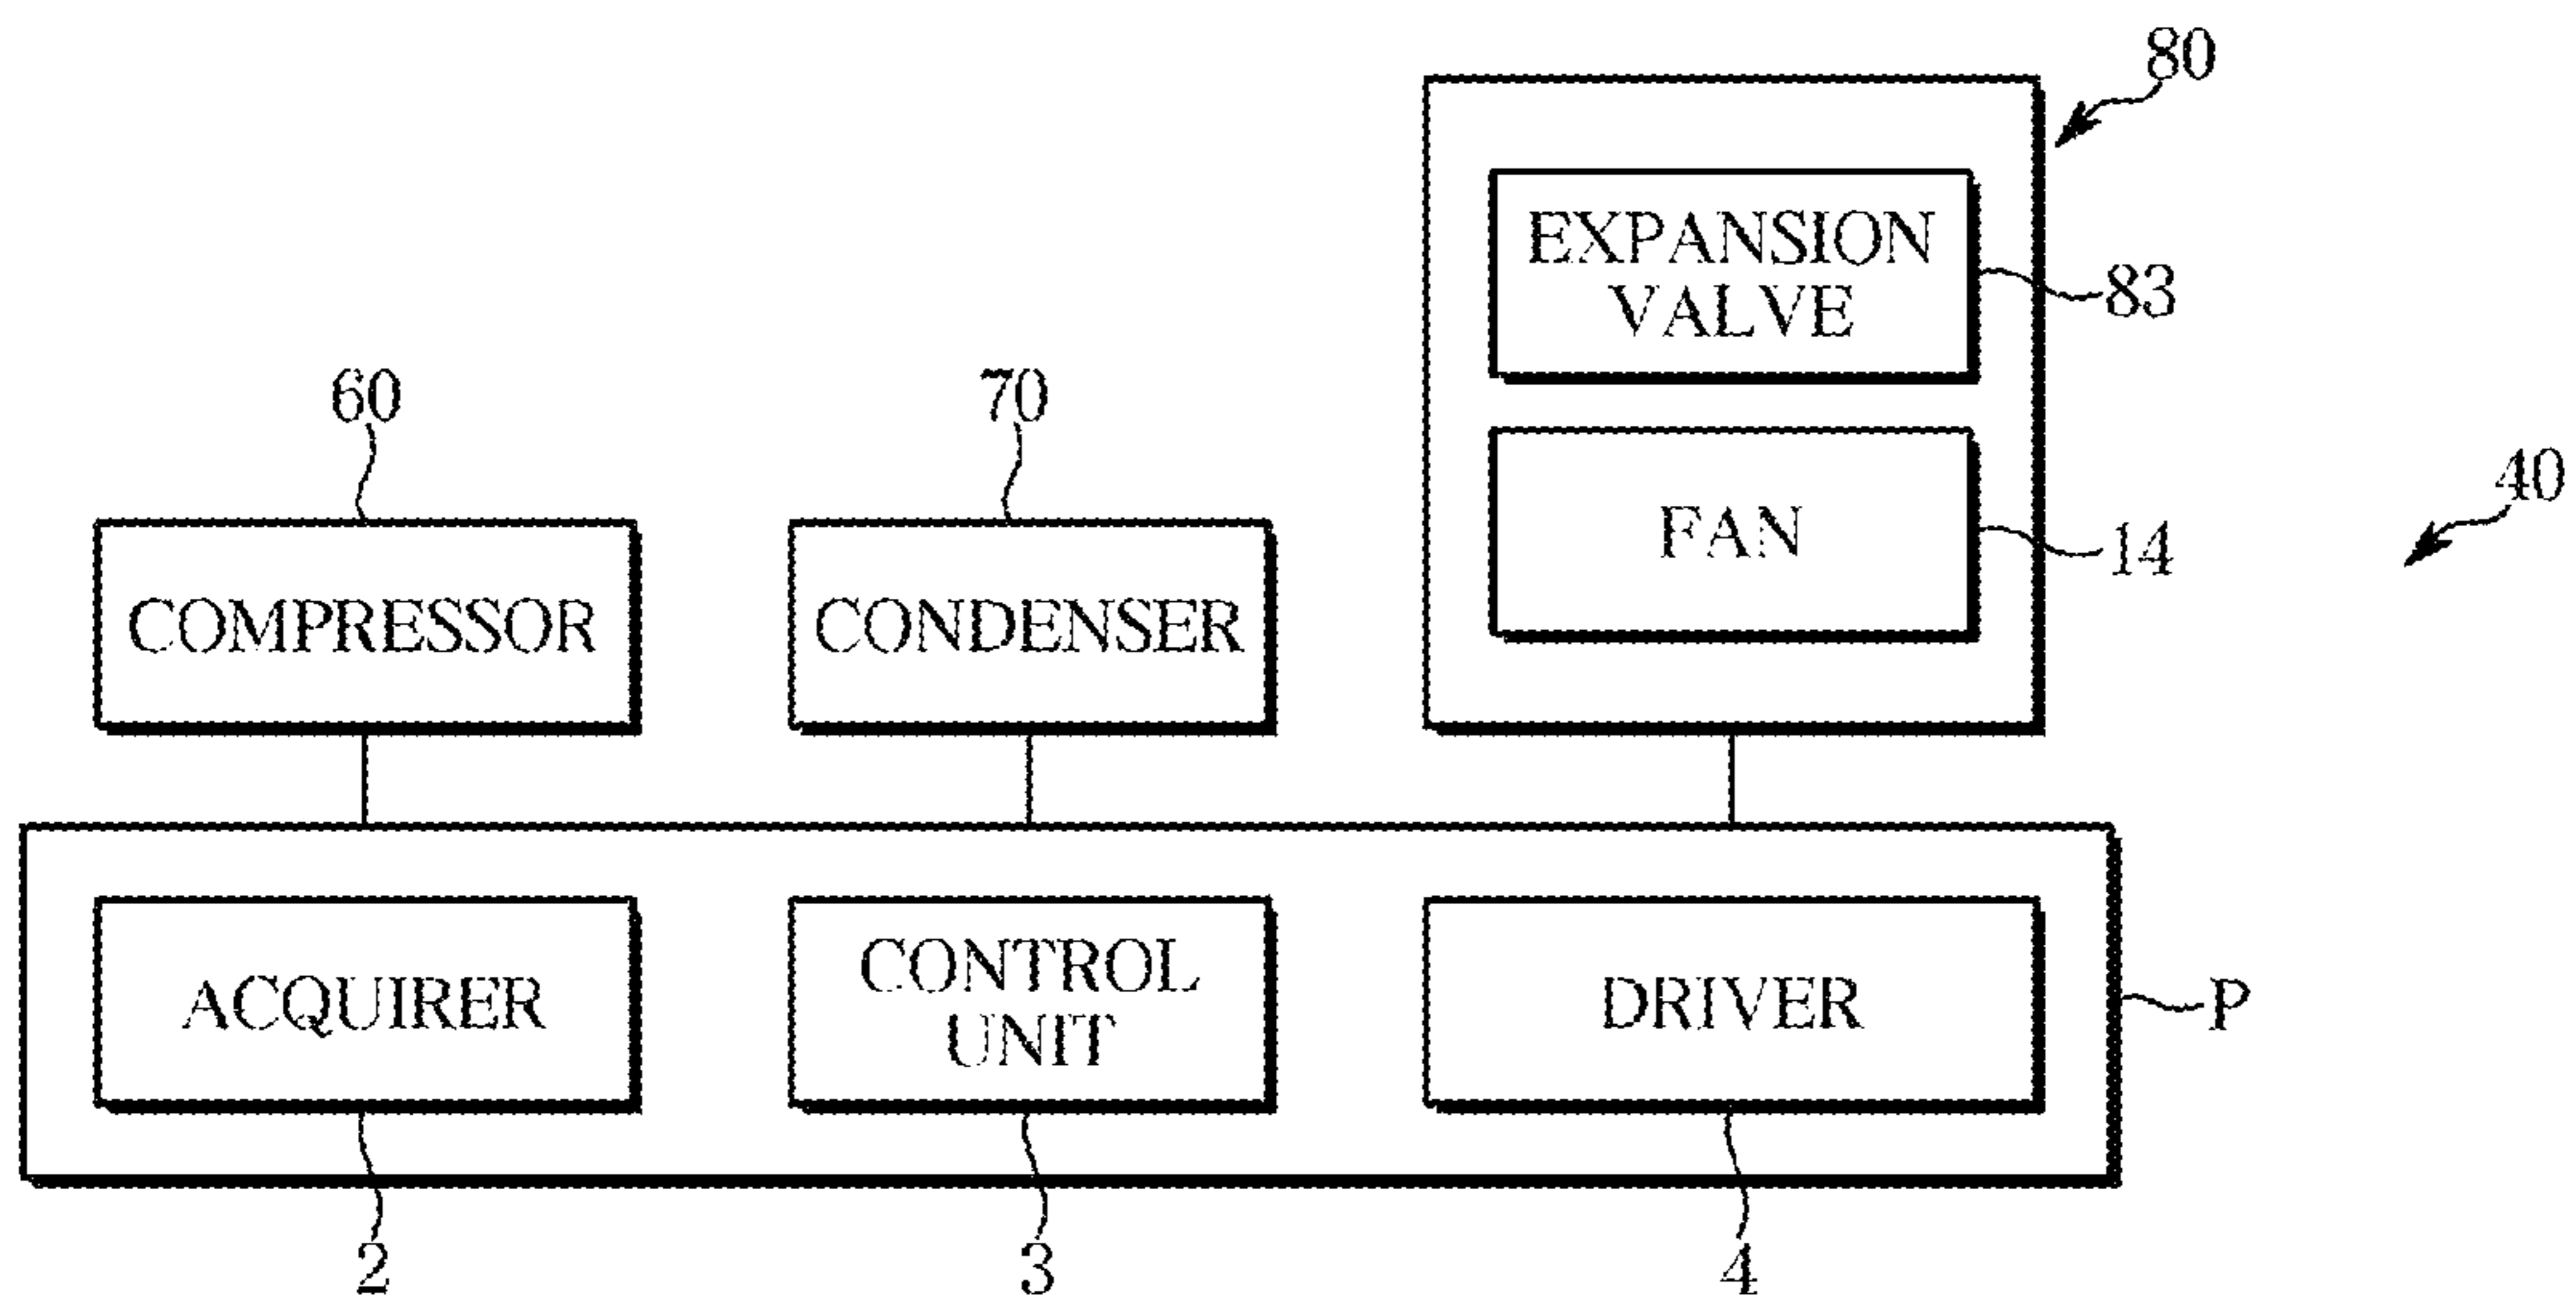 80
EXPANSION
VALVE
83
60
70
FAN
14
40
COMPRESSOR
CONDENSER
ACQUIRER
CONTROL
UNIT
DRIVER
P
2
3
4